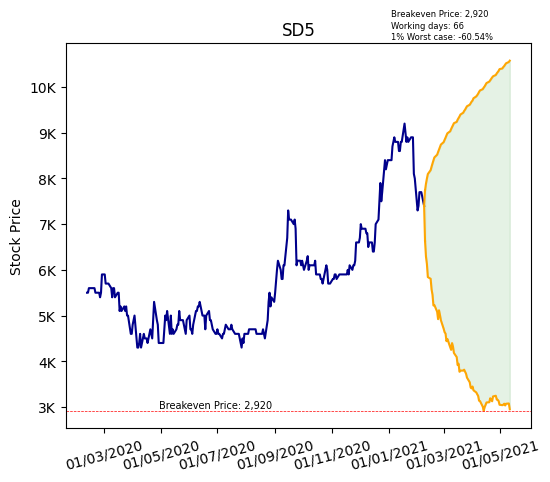 Breakeven Price: 2,920
Working days: 66
1% Worst case: -60.54%
SD5
Stock Price
10K
9K
8K
7K
6K
5K
4K
3K
Breakeven Price: 2,920
01/03/2020
01/05/2020
01/07/2020
01/09/2020
01/11/2020
01/01/2021
01/03/2021
01/05/2021